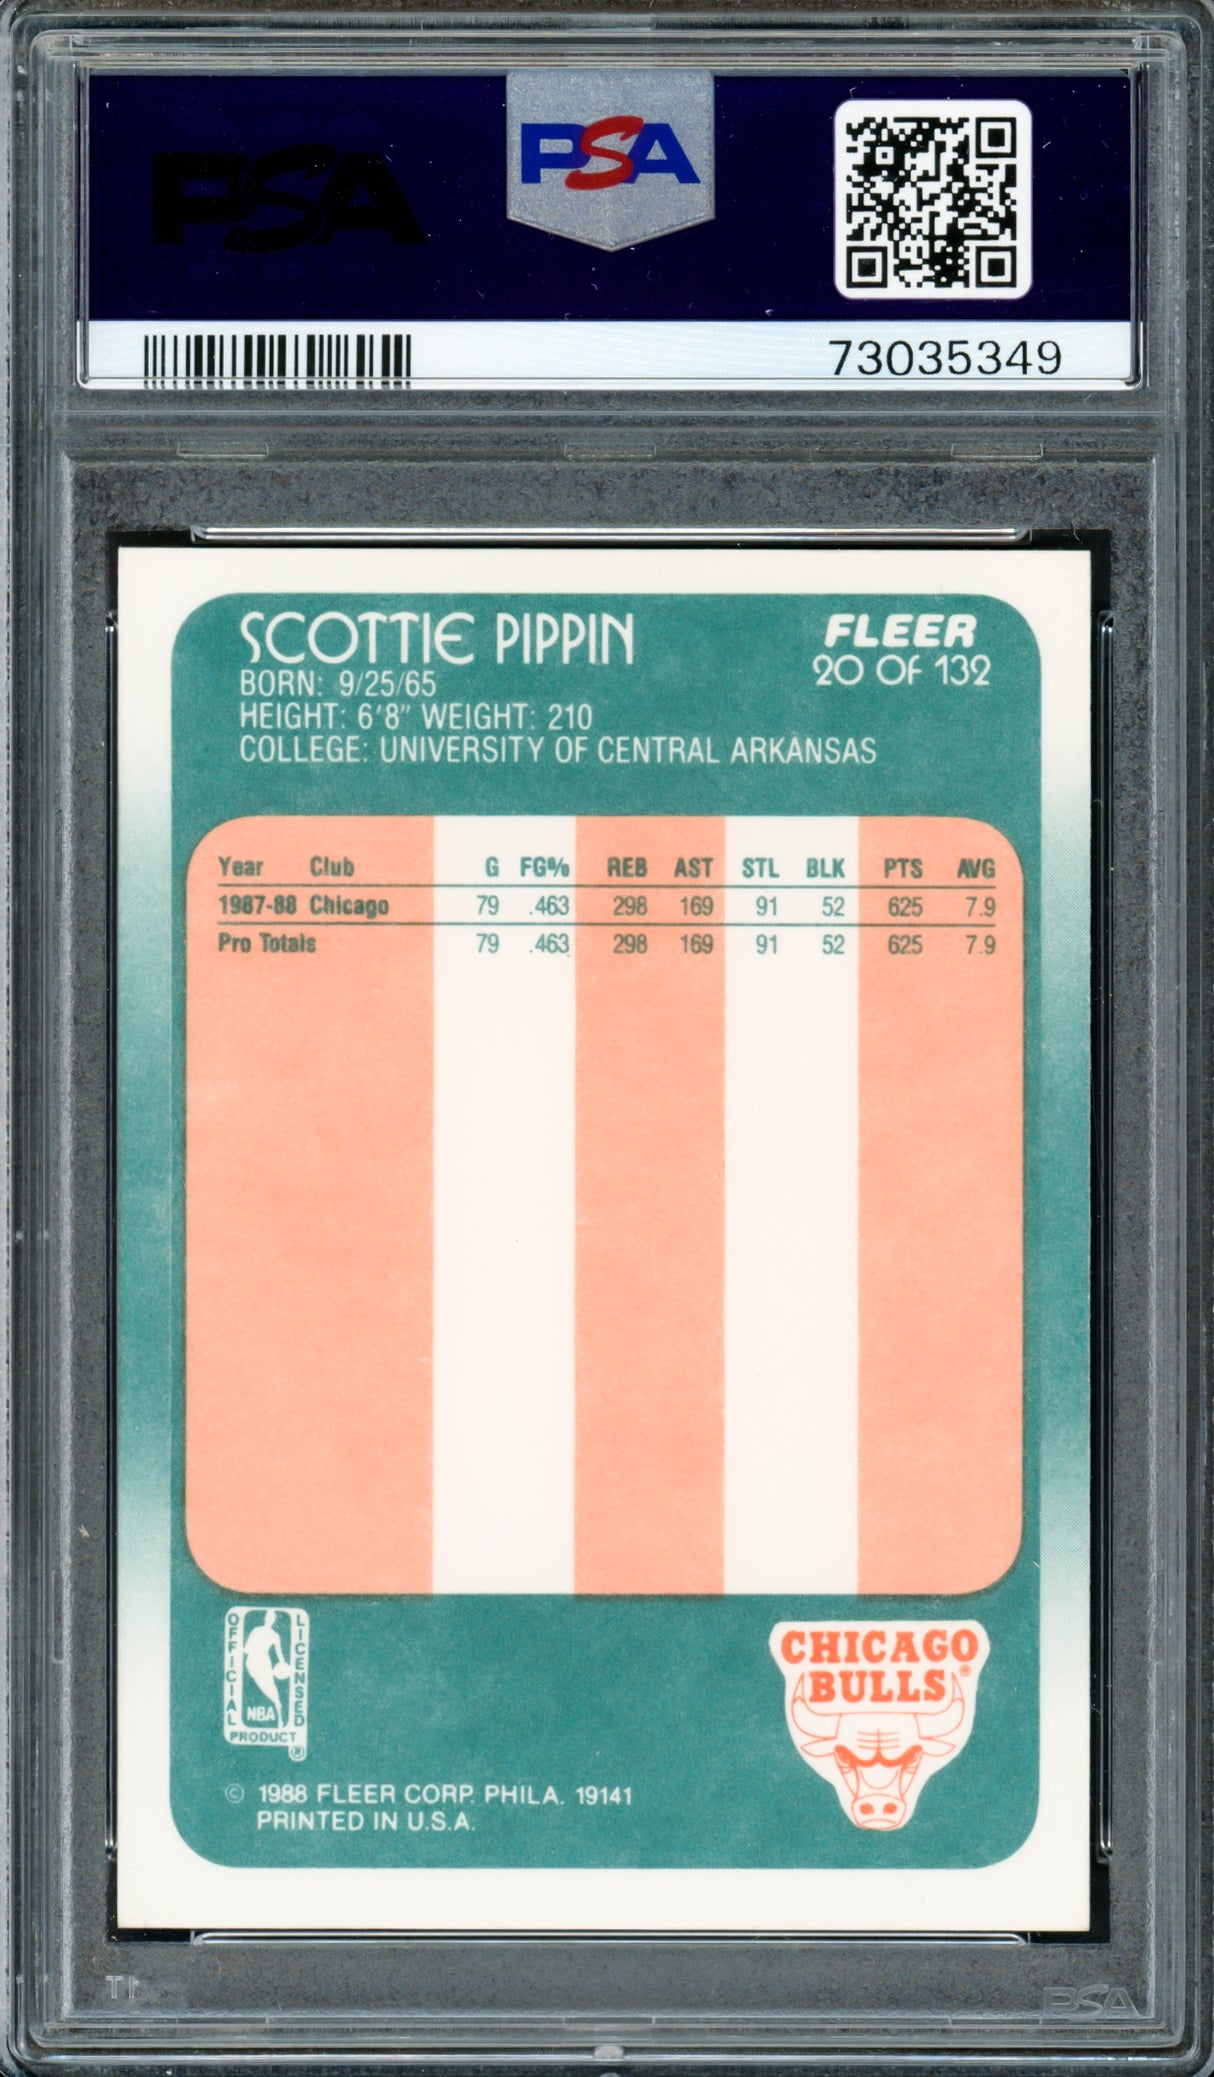 PSA
PSA
73035349
SCOTTIE PIPPIN
FLEER
20 OF 132
BORN: 9/25/65
HEIGHT: 6'8" WEIGHT: 210
COLLEGE: UNIVERSITY OF CENTRAL ARKANSAS
Year Club G FG% REB AST STL BLK PTS AVG
1987-88 Chicago 79 .463 298 169 91 52 625 7.9
Pro Totals 79 .463 298 169 91 52 625 7.9
OFFICIAL LICENSED
NBA
PRODUCT ®
CHICAGO
BULLS ®
© 1988 FLEER CORP. PHILA. 19141
PRINTED IN U.S.A.
PSA